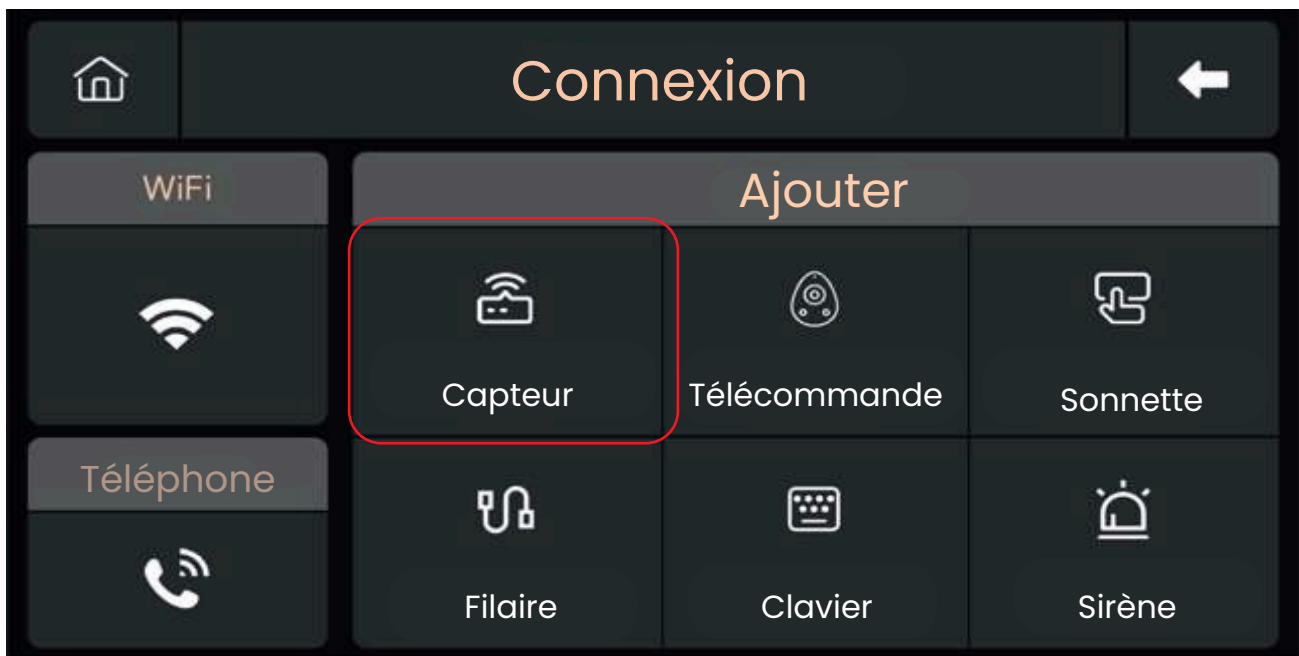 Connexion
WiFi
Ajouter
Capteur
Télécommande
Sonnette
Téléphone
Filaire
Clavier
Sirène